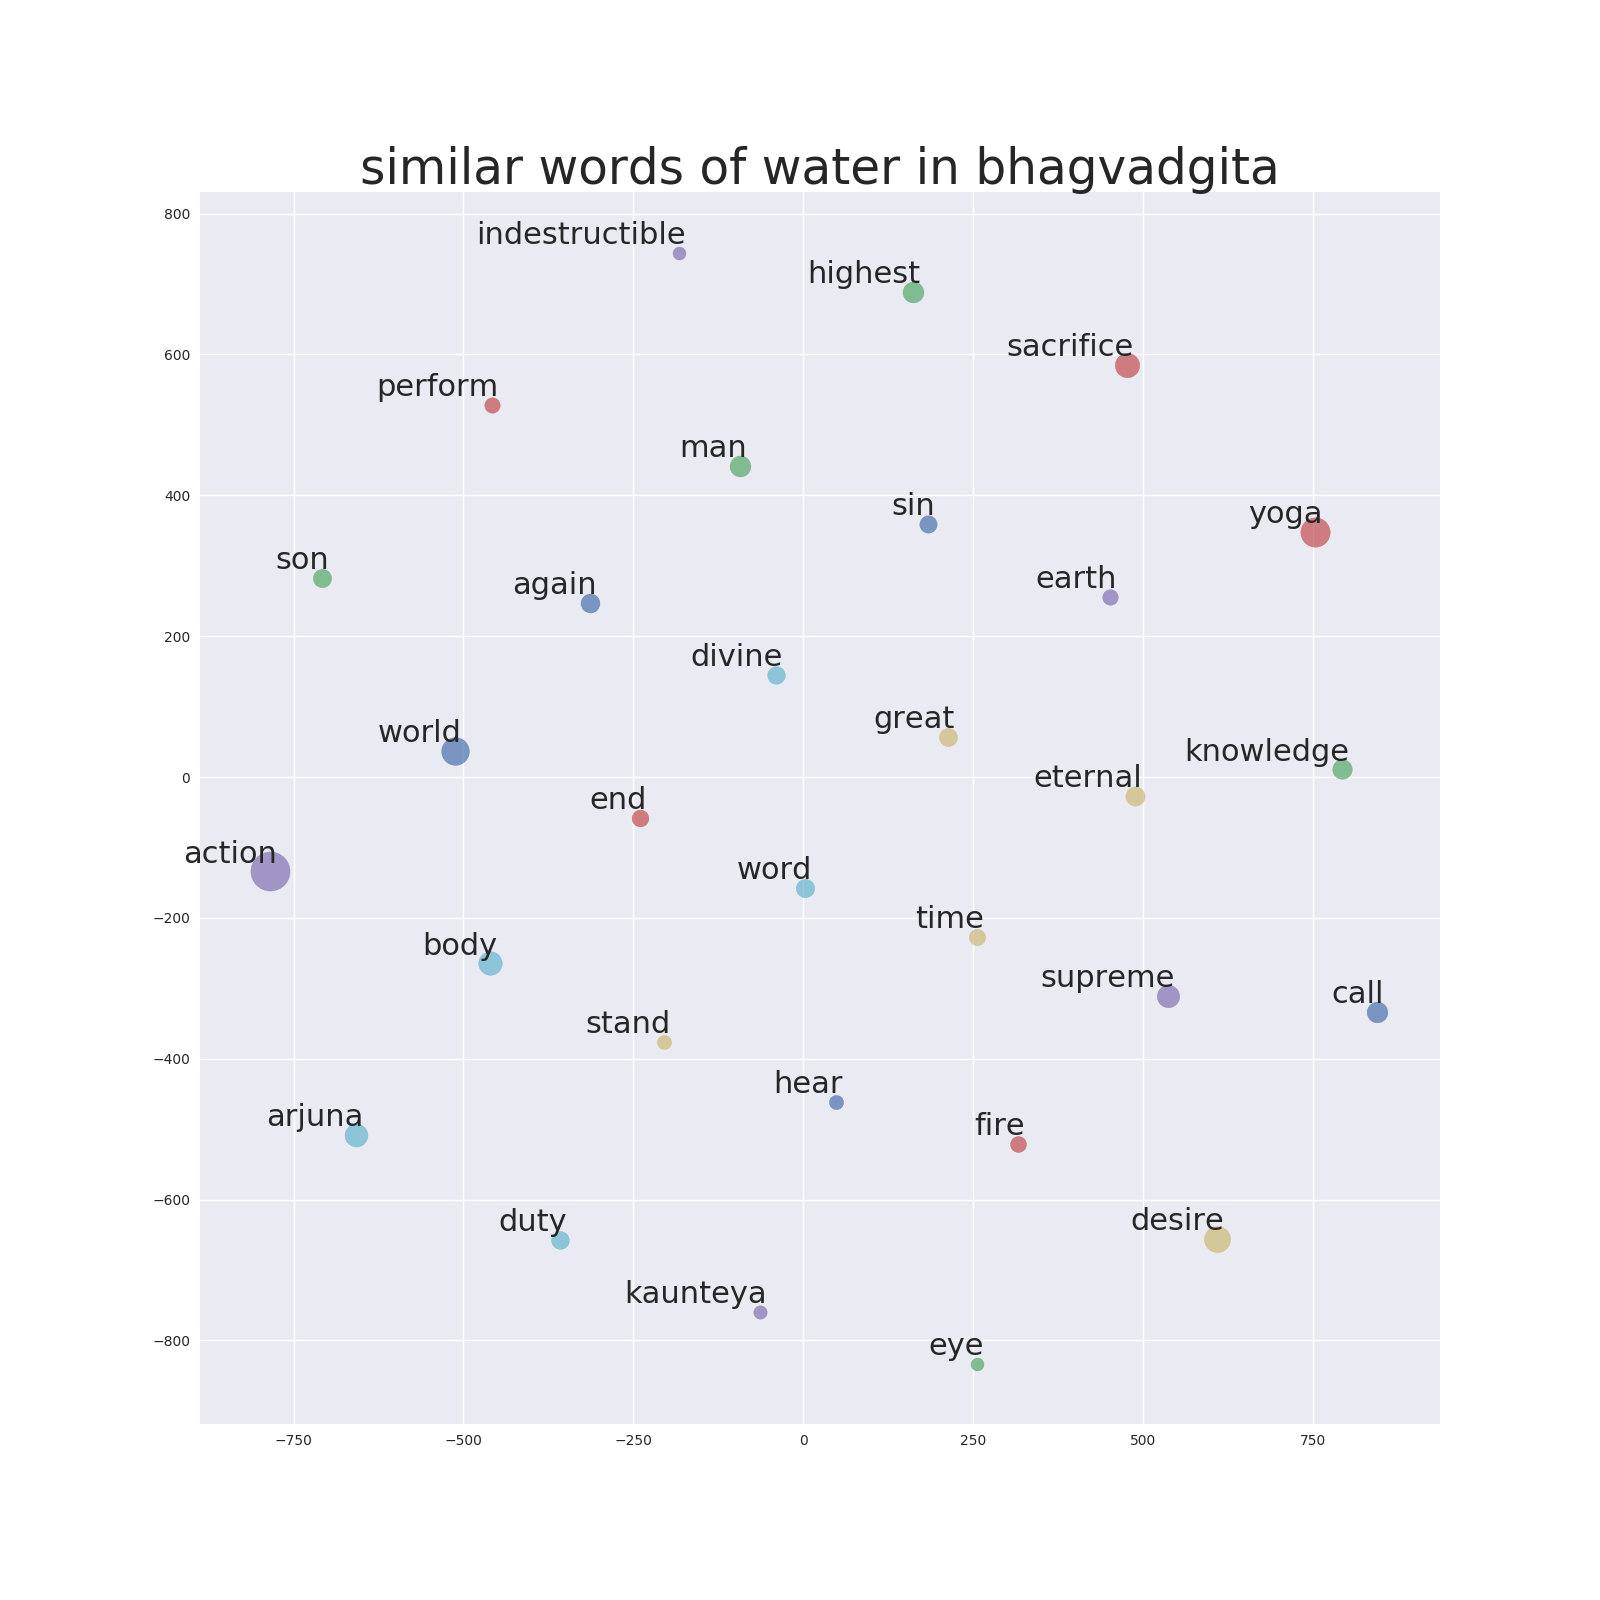 similar words of water in bhagvadgita
800
indestructible
highest
600
sacrifice
perform
man
400
sin
yoga
son
again
earth
200
divine
great
world
knowledge
0
eternal
end
action
word
−200
time
body
supreme
call
stand
−400
hear
arjuna
fire
−600
duty
desire
kaunteya
−800
eye
−750 −500 −250 0 250 500 750